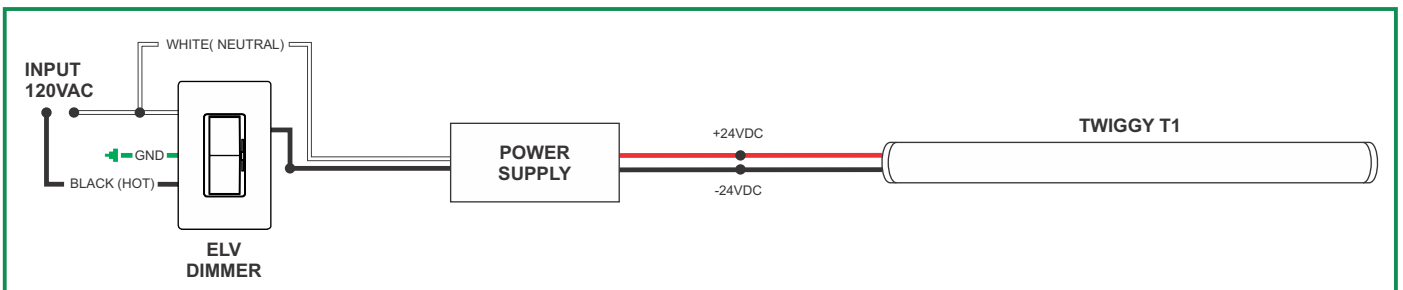 WHITE( NEUTRAL)
INPUT
120VAC
GND
BLACK (HOT)
ELV
DIMMER
POWER
SUPPLY
+24VDC
-24VDC
TWIGGY T1